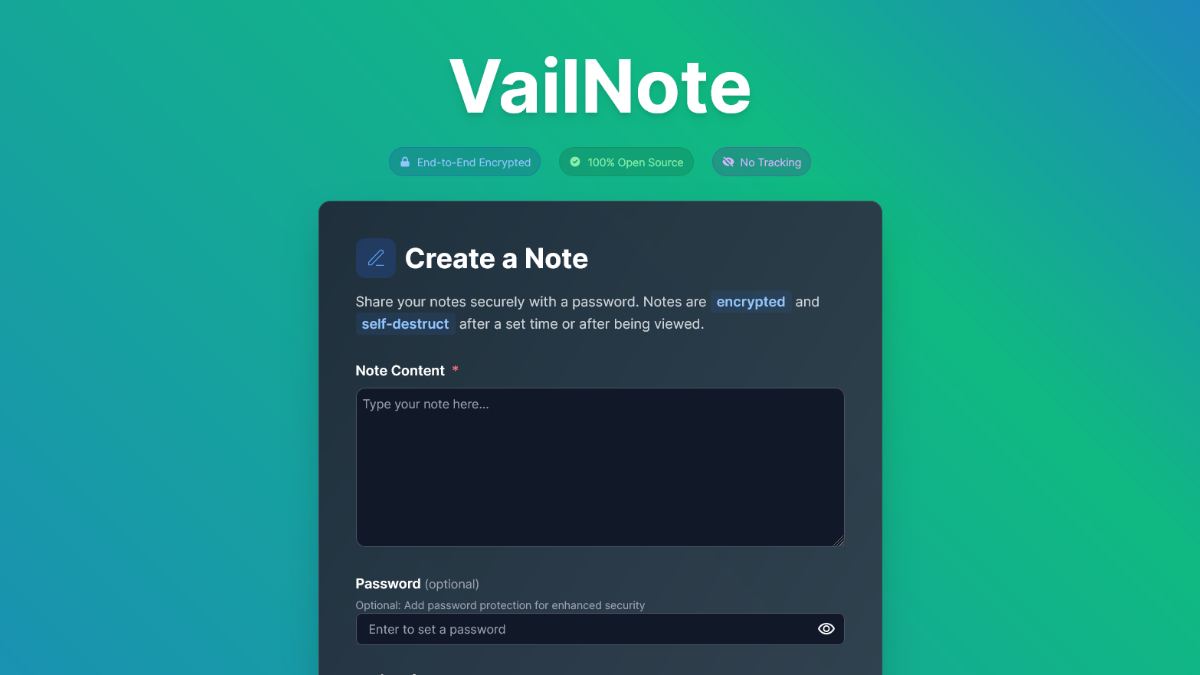 VailNote
End-to-End Encrypted 100% Open Source No Tracking
Create a Note
Share your notes securely with a password. Notes are encrypted and
self-destruct after a set time or after being viewed.
Note Content *
Type your note here...
Password (optional)
Optional: Add password protection for enhanced security
Enter to set a password